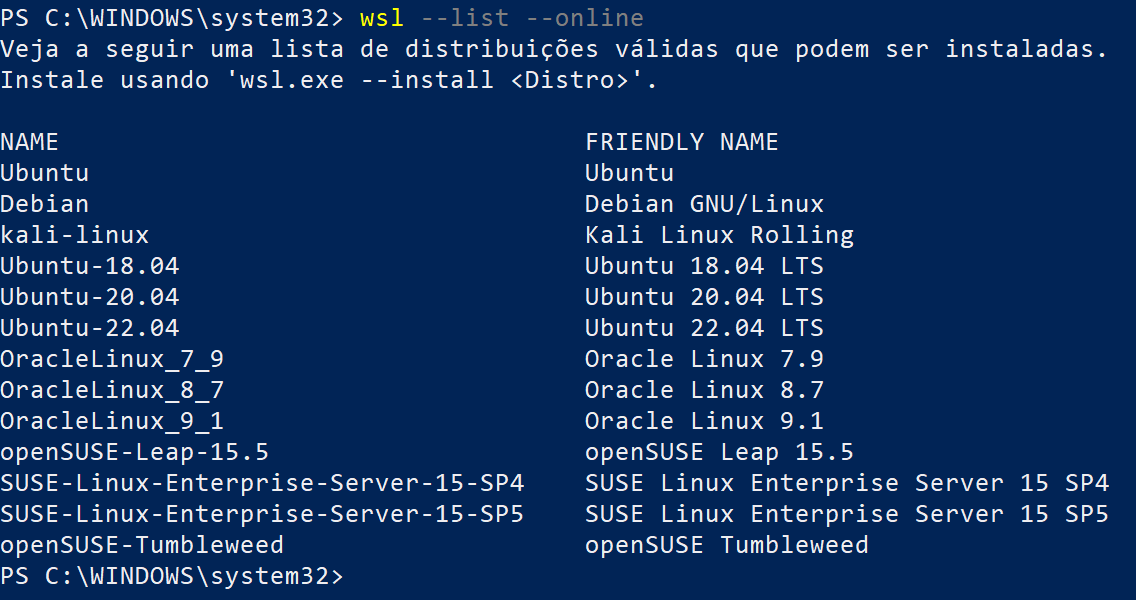 PS C:\WINDOWS\system32> wsl --list --online
Veja a seguir uma lista de distribuições válidas que podem ser instaladas.
Instale usando 'wsl.exe --install <Distro>'.

NAME                                   FRIENDLY NAME
Ubuntu                                 Ubuntu
Debian                                 Debian GNU/Linux
kali-linux                             Kali Linux Rolling
Ubuntu-18.04                           Ubuntu 18.04 LTS
Ubuntu-20.04                           Ubuntu 20.04 LTS
Ubuntu-22.04                           Ubuntu 22.04 LTS
OracleLinux_7_9                        Oracle Linux 7.9
OracleLinux_8_7                        Oracle Linux 8.7
OracleLinux_9_1                        Oracle Linux 9.1
openSUSE-Leap-15.5                     openSUSE Leap 15.5
SUSE-Linux-Enterprise-Server-15-SP4    SUSE Linux Enterprise Server 15 SP4
SUSE-Linux-Enterprise-Server-15-SP5    SUSE Linux Enterprise Server 15 SP5
openSUSE-Tumbleweed                    openSUSE Tumbleweed
PS C:\WINDOWS\system32>